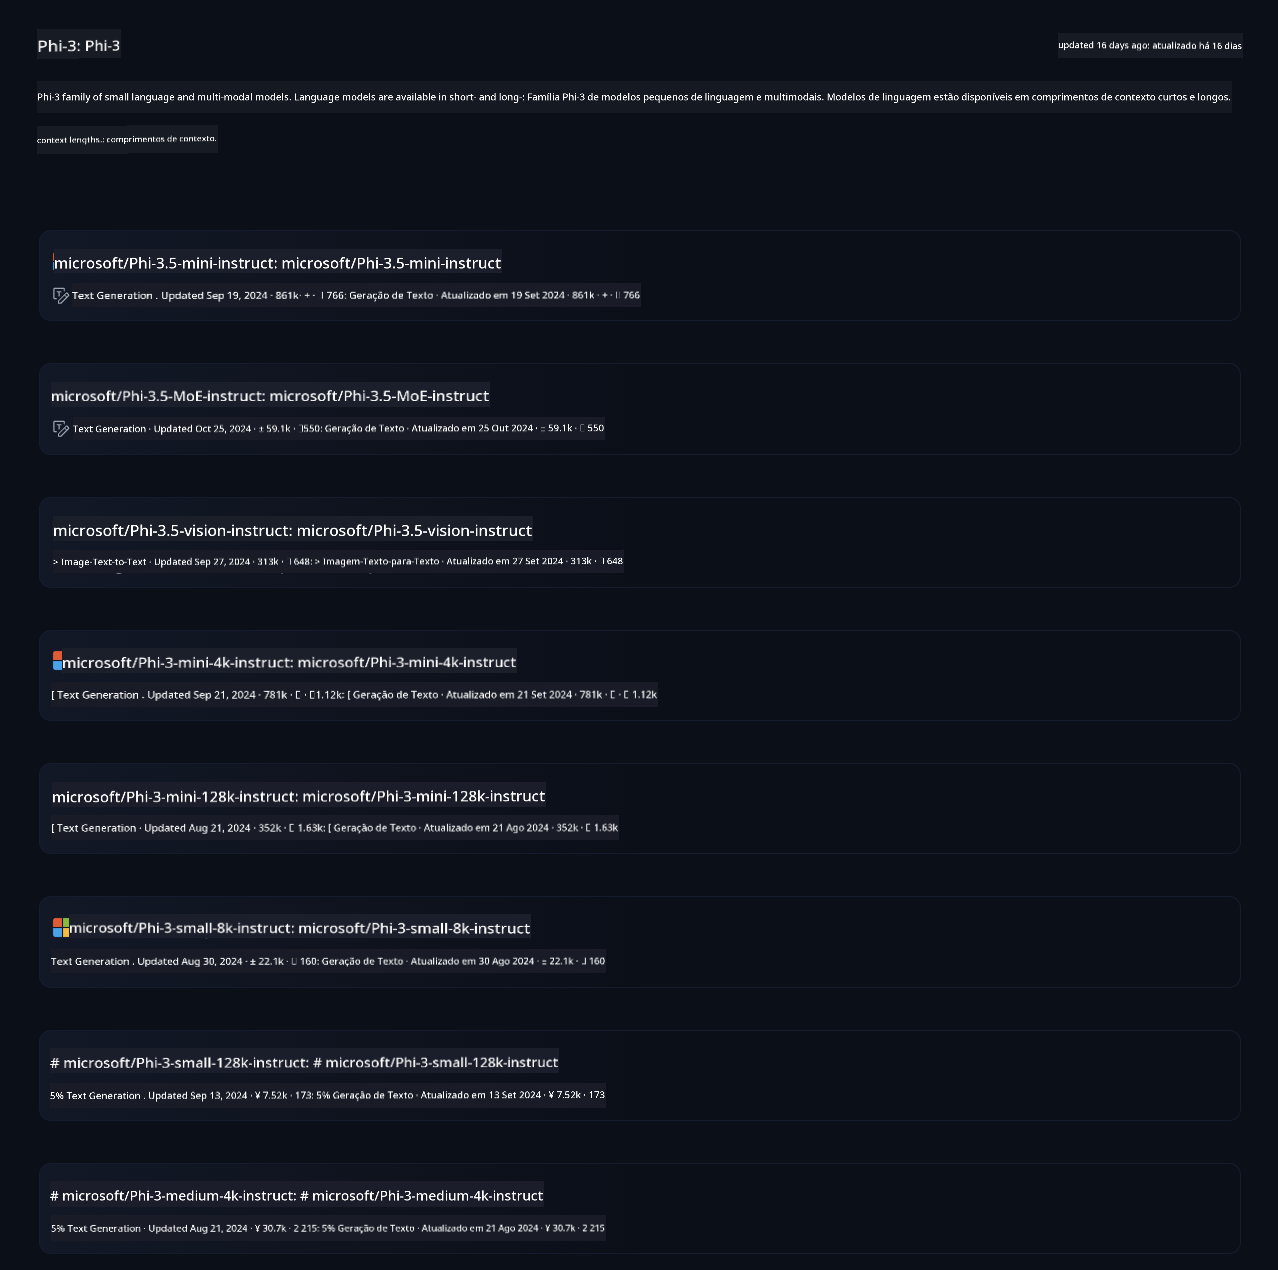 Phi-3: Phi-3
updated 16 days ago: atualizado há 16 dias
Phi-3 family of small language and multi-modal models. Language models are available in short- and long-: Família Phi-3 de modelos pequenos de linguagem e multimodais. Modelos de linguagem estão disponíveis em comprimentos de contexto curtos e longos.
context lengths.: comprimentos de contexto.
microsoft/Phi-3.5-mini-instruct: microsoft/Phi-3.5-mini-instruct
Text Generation . Updated Sep 19, 2024 · 861k· + · 766: Geração de Texto · Atualizado em 19 Set 2024 · 861k · + · 766
microsoft/Phi-3.5-MoE-instruct: microsoft/Phi-3.5-MoE-instruct
Text Generation · Updated Oct 25, 2024 · ± 59.1k · 550: Geração de Texto · Atualizado em 25 Out 2024 · ± 59.1k · 550
microsoft/Phi-3.5-vision-instruct: microsoft/Phi-3.5-vision-instruct
> Image-Text-to-Text · Updated Sep 27, 2024 · 313k · 648: > Imagem-Texto-para-Texto · Atualizado em 27 Set 2024 · 313k · 648
microsoft/Phi-3-mini-4k-instruct: microsoft/Phi-3-mini-4k-instruct
[ Text Generation . Updated Sep 21, 2024 · 781k · · 1.12k: [ Geração de Texto · Atualizado em 21 Set 2024 · 781k · · 1.12k
microsoft/Phi-3-mini-128k-instruct: microsoft/Phi-3-mini-128k-instruct
[ Text Generation · Updated Aug 21, 2024 · 352k · 1.63k: [ Geração de Texto · Atualizado em 21 Ago 2024 · 352k · 1.63k
microsoft/Phi-3-small-8k-instruct: microsoft/Phi-3-small-8k-instruct
Text Generation . Updated Aug 30, 2024 · ± 22.1k · 160: Geração de Texto · Atualizado em 30 Ago 2024 · ± 22.1k · 160
# microsoft/Phi-3-small-128k-instruct: # microsoft/Phi-3-small-128k-instruct
5% Text Generation . Updated Sep 13, 2024 · ¥ 7.52k · 173: 5% Geração de Texto · Atualizado em 13 Set 2024 · ¥ 7.52k · 173
# microsoft/Phi-3-medium-4k-instruct: # microsoft/Phi-3-medium-4k-instruct
5% Text Generation · Updated Aug 21, 2024 · ¥ 30.7k · 2 215: 5% Geração de Texto · Atualizado em 21 Ago 2024 · ¥ 30.7k · 2 215